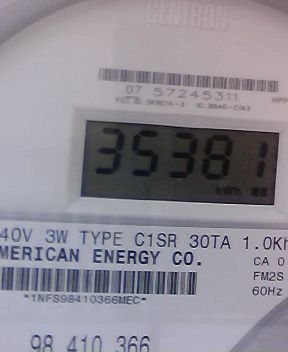 CENTRON®
07 57245311
35381
kWh
40V 3W TYPE C1SR 30TA 1.0Kh
MERICAN ENERGY CO.
CA 0
FM2S
60Hz
*1NFS98410366MEC*
98 410 366